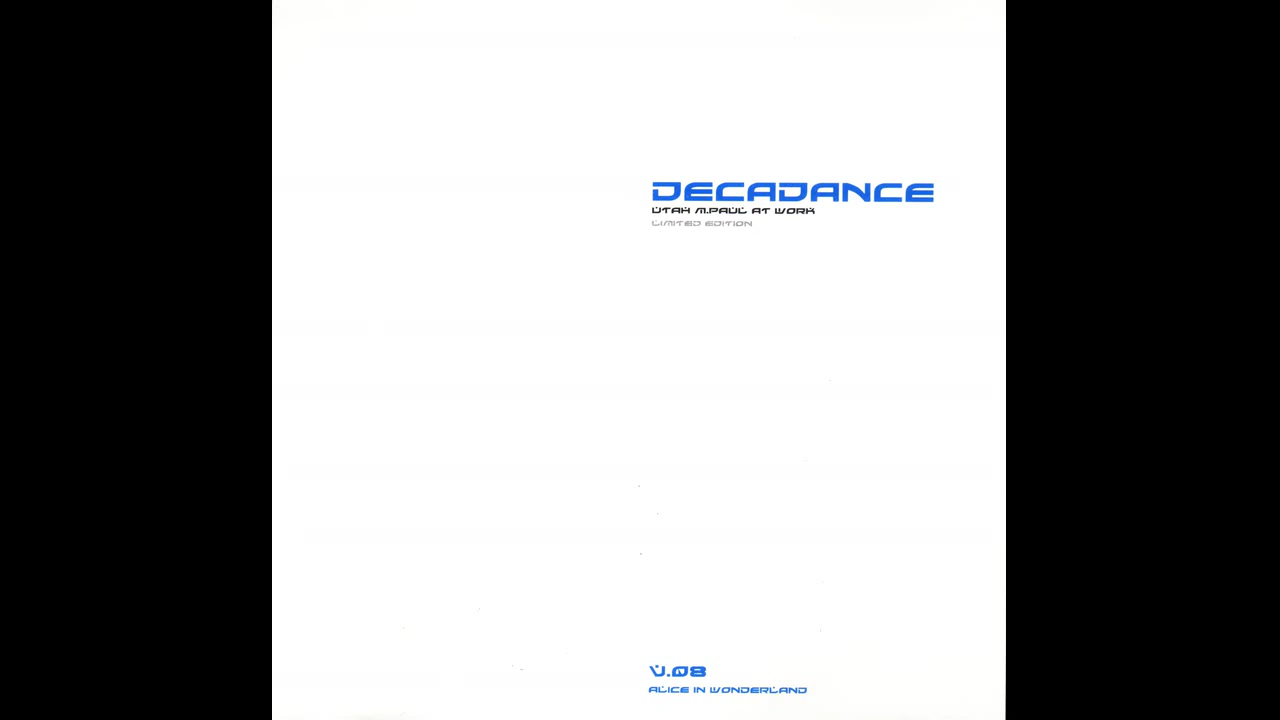 DECADANCE
UTAH M.PAUL AT WORK
LIMITED EDITION
V.08
ALICE IN WONDERLAND